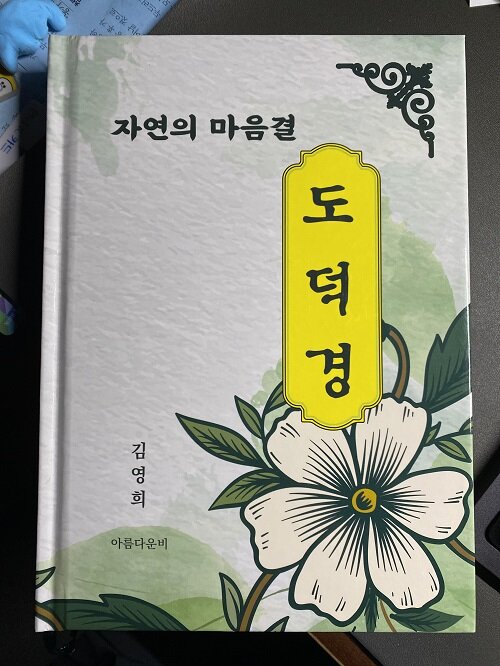 자연의 마음결
도덕경
김영희
아름다운비